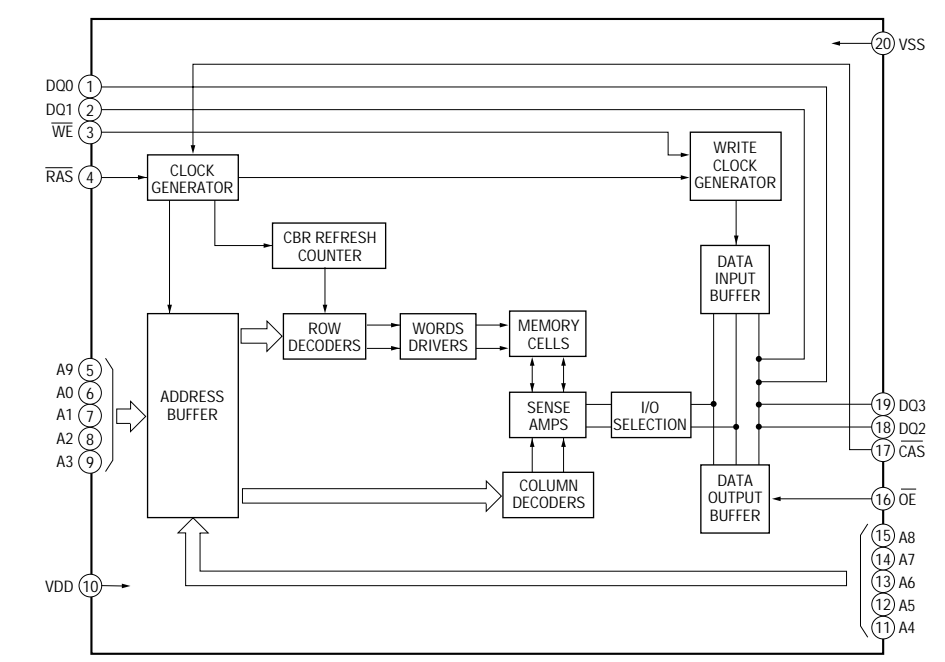 20 VSS
DQ0 1
DQ1 2
WE 3
RAS 4
CLOCK
GENERATOR
WRITE
CLOCK
GENERATOR
CBR REFRESH
COUNTER
DATA
INPUT
BUFFER
ROW
DECODERS
WORDS
DRIVERS
MEMORY
CELLS
A9 5
A0 6
A1 7
A2 8
A3 9
ADDRESS
BUFFER
SENSE
AMPS
I/O
SELECTION
19 DQ3
18 DQ2
17 CAS
COLUMN
DECODERS
DATA
OUTPUT
BUFFER
16 OE
15 A8
14 A7
13 A6
12 A5
11 A4
VDD 10